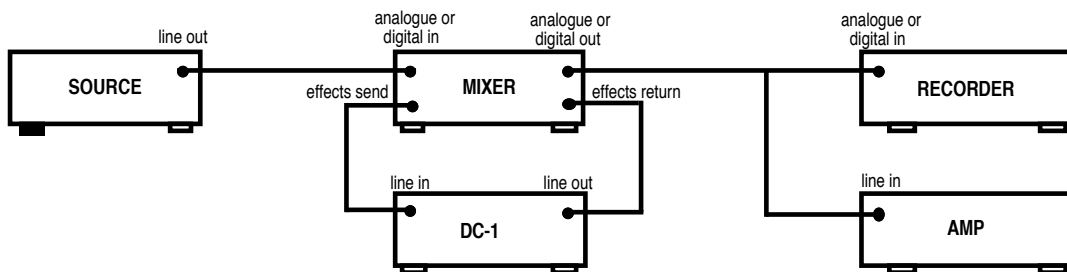 line out
SOURCE
analogue or
digital in
analogue or
digital out
MIXER
effects send
effects return
line in
line out
DC-1
analogue or
digital in
RECORDER
line in
AMP